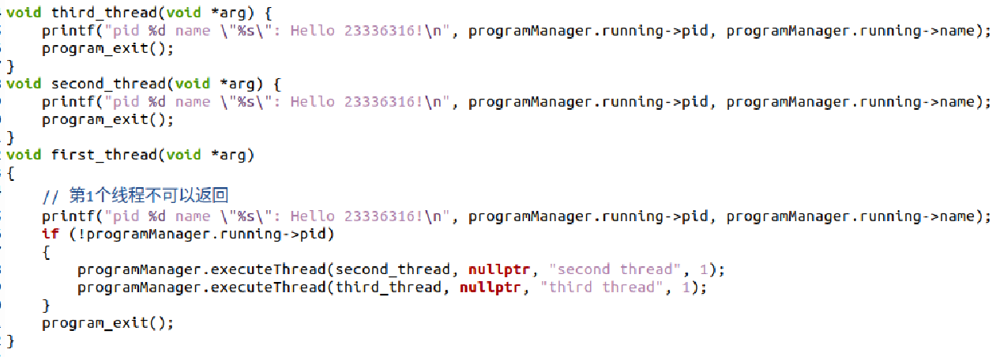 void third_thread(void *arg) {
    printf("pid %d name \"%s\": Hello 23336316!\n", programManager.running->pid, programManager.running->name);
    program_exit();
}
void second_thread(void *arg) {
    printf("pid %d name \"%s\": Hello 23336316!\n", programManager.running->pid, programManager.running->name);
    program_exit();
}
void first_thread(void *arg)
{
    // 第1个线程不可以返回
    printf("pid %d name \"%s\": Hello 23336316!\n", programManager.running->pid, programManager.running->name);
    if (!programManager.running->pid)
    {
        programManager.executeThread(second_thread, nullptr, "second thread", 1);
        programManager.executeThread(third_thread, nullptr, "third thread", 1);
    }
    program_exit();
}